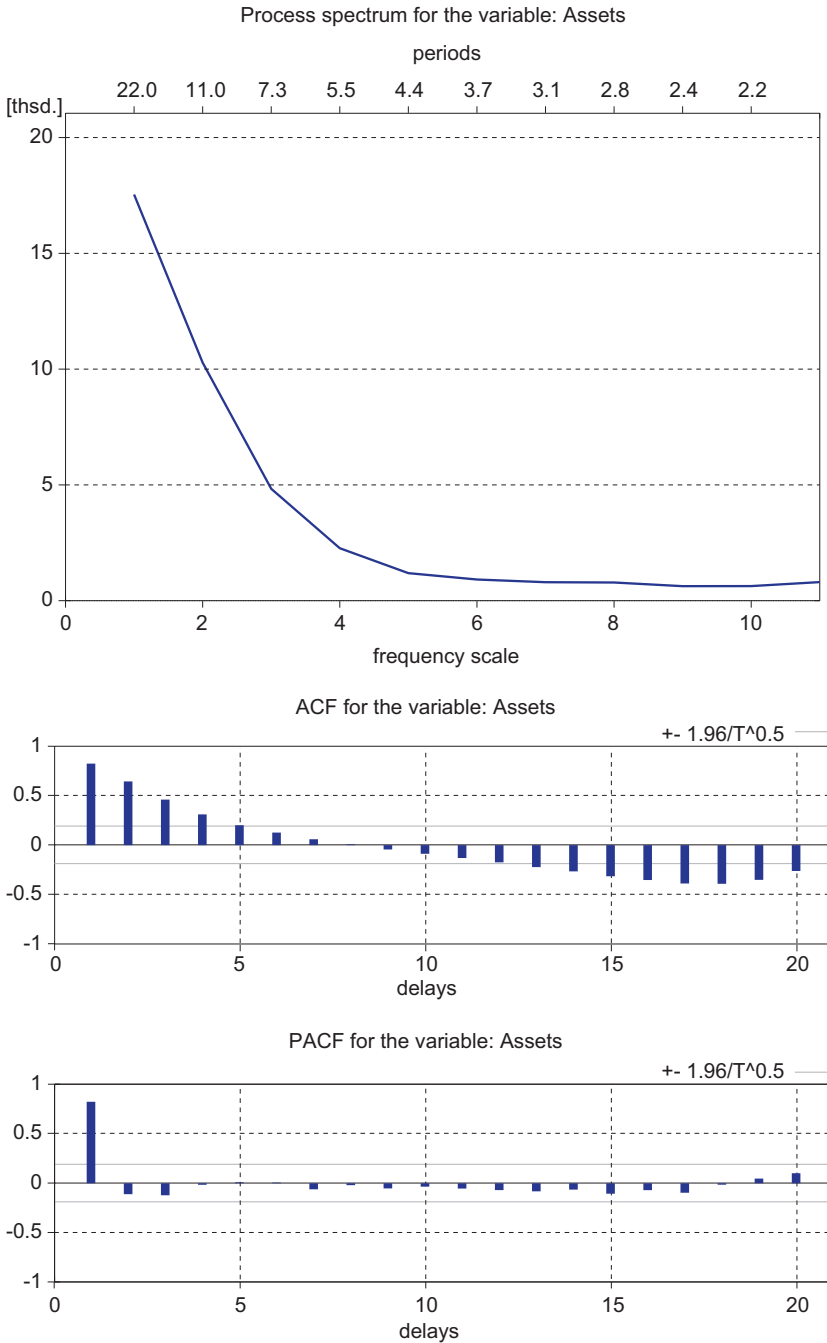 Process spectrum for the variable: Assets
periods
22.0 11.0 7.3 5.5 4.4 3.7 3.1 2.8 2.4 2.2
[thsd.]
20
15
10
5
0
0 2 4 6 8 10
frequency scale
ACF for the variable: Assets
+- 1.96/T^0.5
1
0.5
0
-0.5
-1
0 5 10 15 20
delays
PACF for the variable: Assets
+- 1.96/T^0.5
1
0.5
0
-0.5
-1
0 5 10 15 20
delays